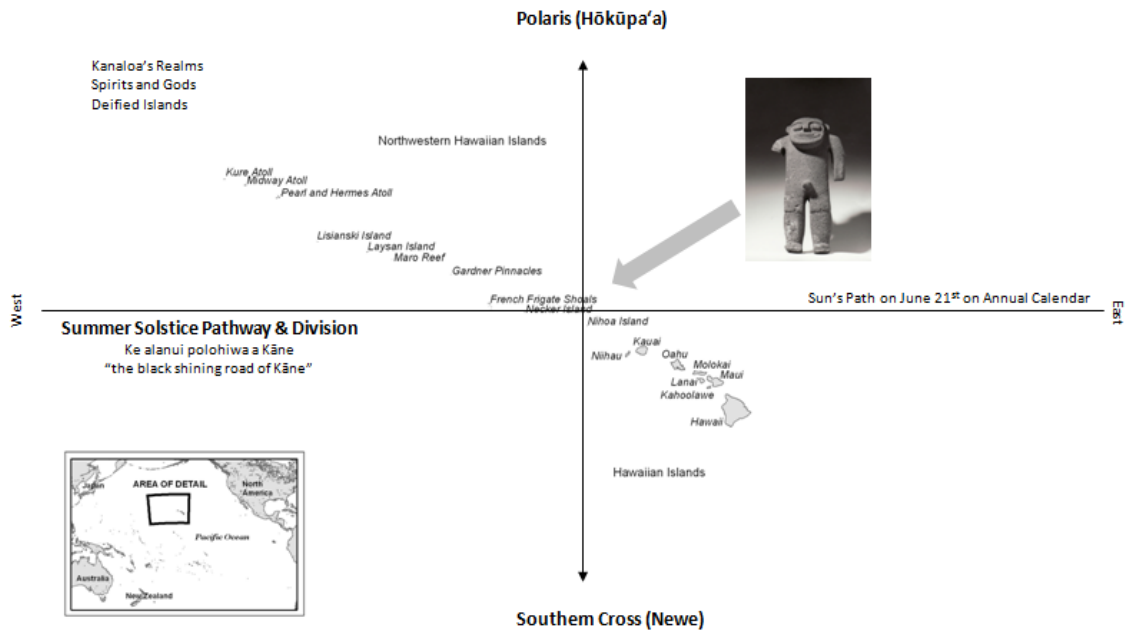 Polaris (Hōkūpaʻa)
Kanaloa's Realms
Spirits and Gods
Deified Islands
Northwestern Hawaiian Islands
Kure Atoll
Midway Atoll
Pearl and Hermes Atoll
Lisianski Island
Laysan Island
Maro Reef
Gardner Pinnacles
French Frigate Shoals
Necker Island
Sun's Path on June 21st on Annual Calendar
West
East
Summer Solstice Pathway & Division
Ke alanui polohiwa a Kāne
"the black shining road of Kāne"
Nihoa Island
Kauai
Niihau
Oahu
Molokai
Lanai
Maui
Kahoolawe
Hawaii
Hawaiian Islands
AREA OF DETAIL
Japan
North
America
Pacific Ocean
Australia
New Zealand
Southern Cross (Newe)